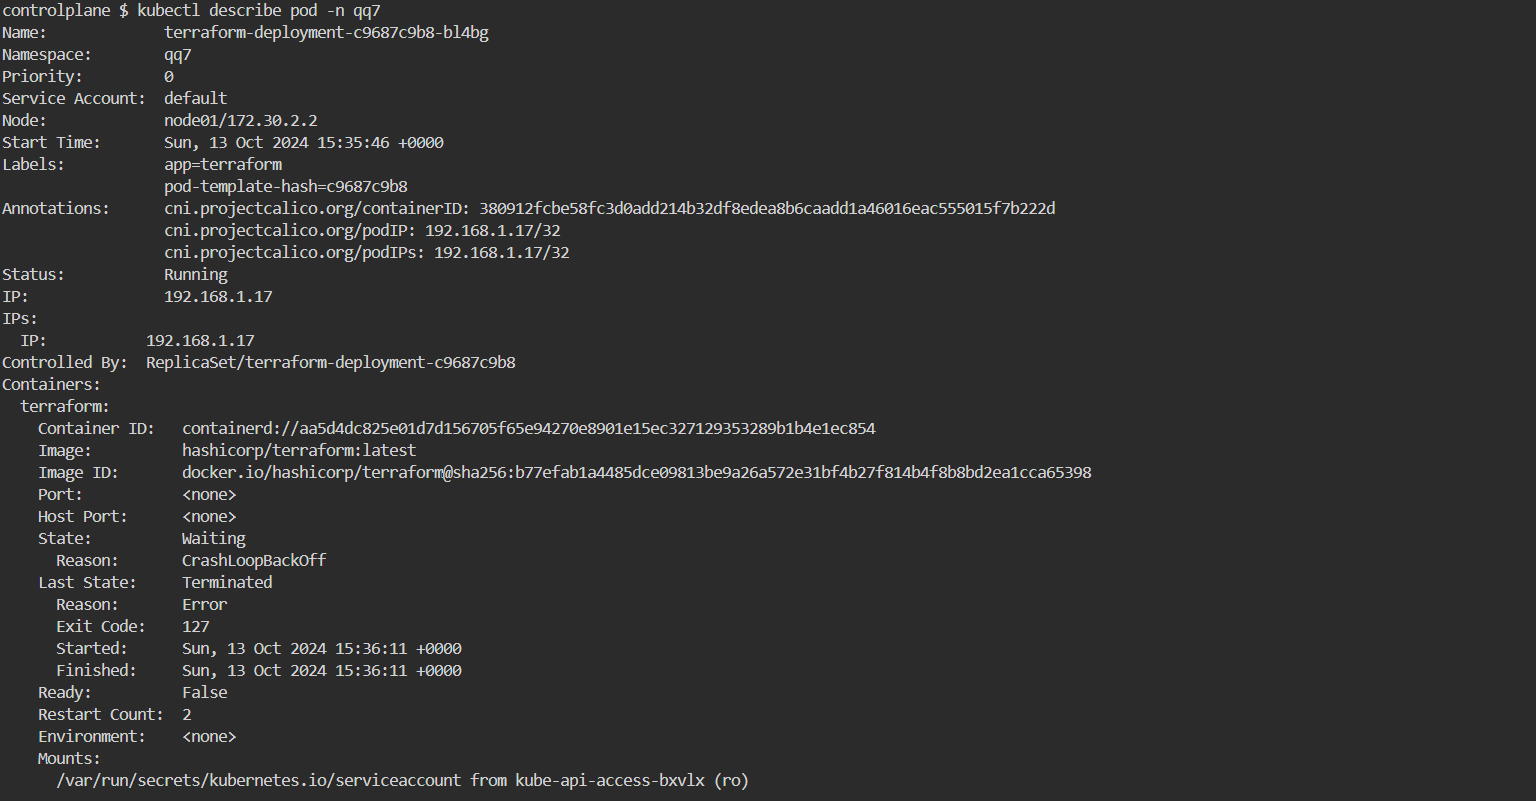 controlplane $ kubectl describe pod -n qq7
Name:             terraform-deployment-c9687c9b8-bl4bg
Namespace:        qq7
Priority:         0
Service Account:  default
Node:             node01/172.30.2.2
Start Time:       Sun, 13 Oct 2024 15:35:46 +0000
Labels:           app=terraform
                  pod-template-hash=c9687c9b8
Annotations:      cni.projectcalico.org/containerID: 380912fcbe58fc3d0add214b32df8edea8b6caadd1a46016eac555015f7b222d
                  cni.projectcalico.org/podIP: 192.168.1.17/32
                  cni.projectcalico.org/podIPs: 192.168.1.17/32
Status:           Running
IP:               192.168.1.17
IPs:
  IP:           192.168.1.17
Controlled By:  ReplicaSet/terraform-deployment-c9687c9b8
Containers:
  terraform:
    Container ID:   containerd://aa5d4dc825e01d7d156705f65e94270e8901e15ec327129353289b1b4e1ec854
    Image:          hashicorp/terraform:latest
    Image ID:       docker.io/hashicorp/terraform@sha256:b77efab1a4485dce09813be9a26a572e31bf4b27f814b4f8b8bd2ea1cca65398
    Port:           <none>
    Host Port:      <none>
    State:          Waiting
      Reason:       CrashLoopBackOff
    Last State:     Terminated
      Reason:       Error
      Exit Code:    127
      Started:      Sun, 13 Oct 2024 15:36:11 +0000
      Finished:     Sun, 13 Oct 2024 15:36:11 +0000
    Ready:          False
    Restart Count:  2
    Environment:    <none>
    Mounts:
      /var/run/secrets/kubernetes.io/serviceaccount from kube-api-access-bxvlx (ro)